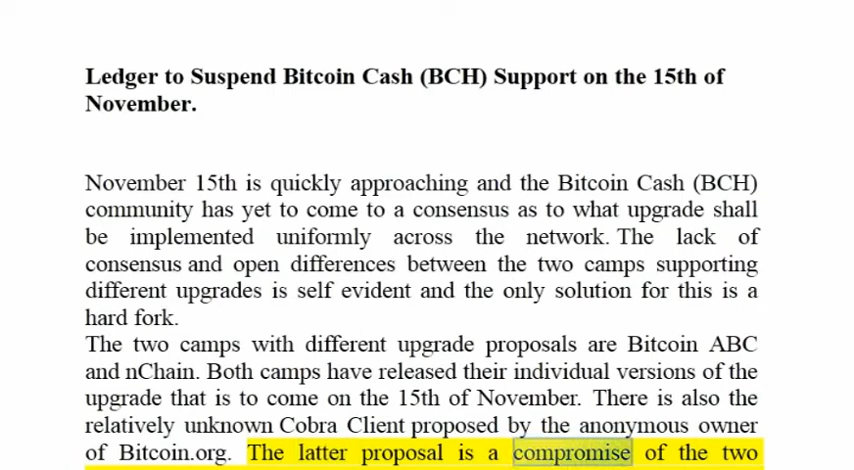 Ledger to Suspend Bitcoin Cash (BCH) Support on the 15th of
November.
November 15th is quickly approaching and the Bitcoin Cash (BCH)
community has yet to come to a consensus as to what upgrade shall
be implemented uniformly across the network. The lack of
consensus and open differences between the two camps supporting
different upgrades is self evident and the only solution for this is a
hard fork.
The two camps with different upgrade proposals are Bitcoin ABC
and nChain. Both camps have released their individual versions of the
upgrade that is to come on the 15th of November. There is also the
relatively unknown Cobra Client proposed by the anonymous owner
of Bitcoin.org. The latter proposal is a compromise of the two